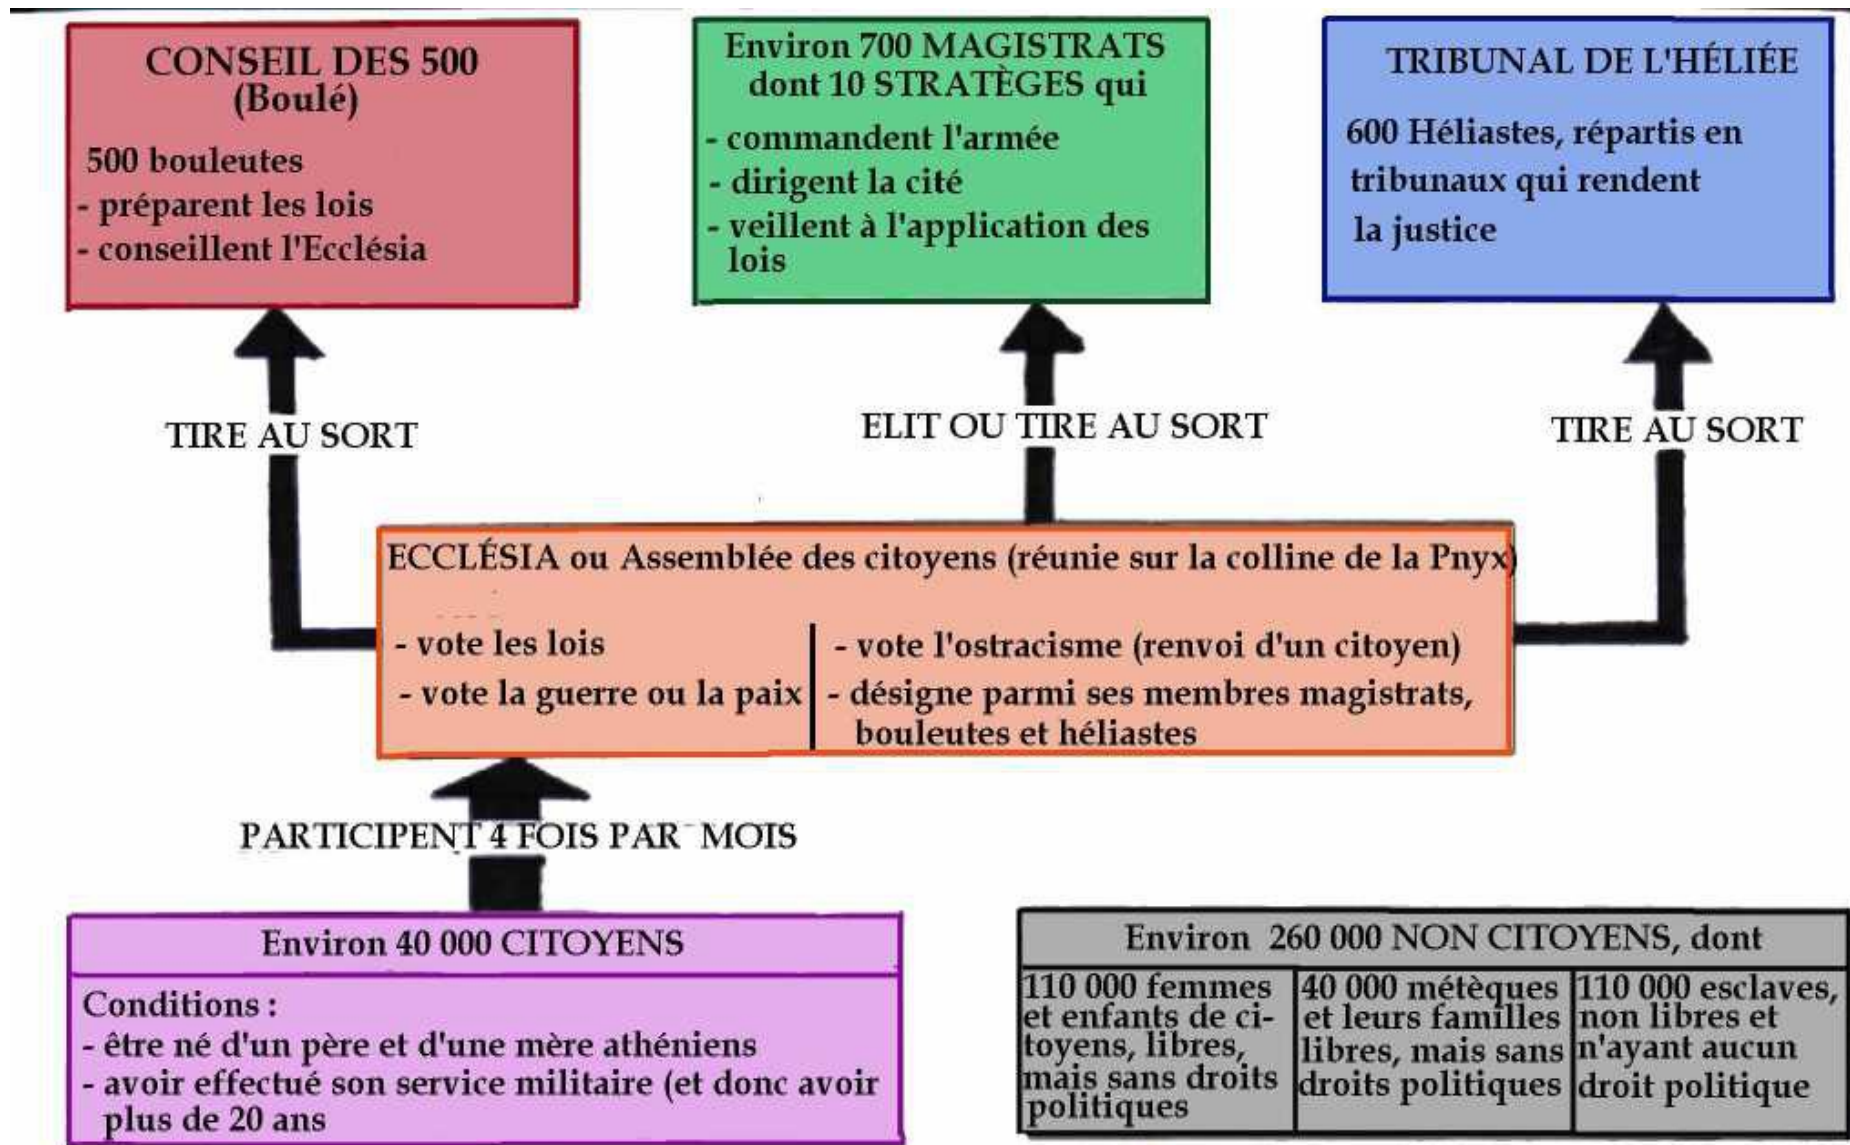 CONSEIL DES 500
(Boulé)
500 bouleutes
- préparent les lois
- conseillent l'Ecclésia
Environ 700 MAGISTRATS
dont 10 STRATÈGES qui
- commandent l'armée
- dirigent la cité
- veillent à l'application des
lois
TRIBUNAL DE L'HÉLIÉE
600 Héliastes, répartis en
tribunaux qui rendent
la justice
TIRE AU SORT
ELIT OU TIRE AU SORT
TIRE AU SORT
ECCLÉSIA ou Assemblée des citoyens (réunie sur la colline de la Pnyx)
- vote les lois
- vote la guerre ou la paix
- vote l'ostracisme (renvoi d'un citoyen)
- désigne parmi ses membres magistrats,
bouleutes et héliastes
PARTICIPENT 4 FOIS PAR MOIS
Environ 40 000 CITOYENS
Conditions :
- être né d'un père et d'une mère athéniens
- avoir effectué son service militaire (et donc avoir
plus de 20 ans
Environ 260 000 NON CITOYENS, dont
110 000 femmes
et enfants de ci-
toyens, libres,
mais sans droits
politiques
40 000 métèques
et leurs familles
libres, mais sans
droits politiques
110 000 esclaves,
non libres et
n'ayant aucun
droit politique